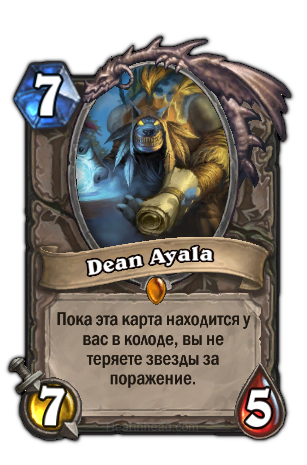 7
Dean Ayala
Пока эта карта находится у
вас в колоде, вы не
теряете звезды за
поражение.
7
5